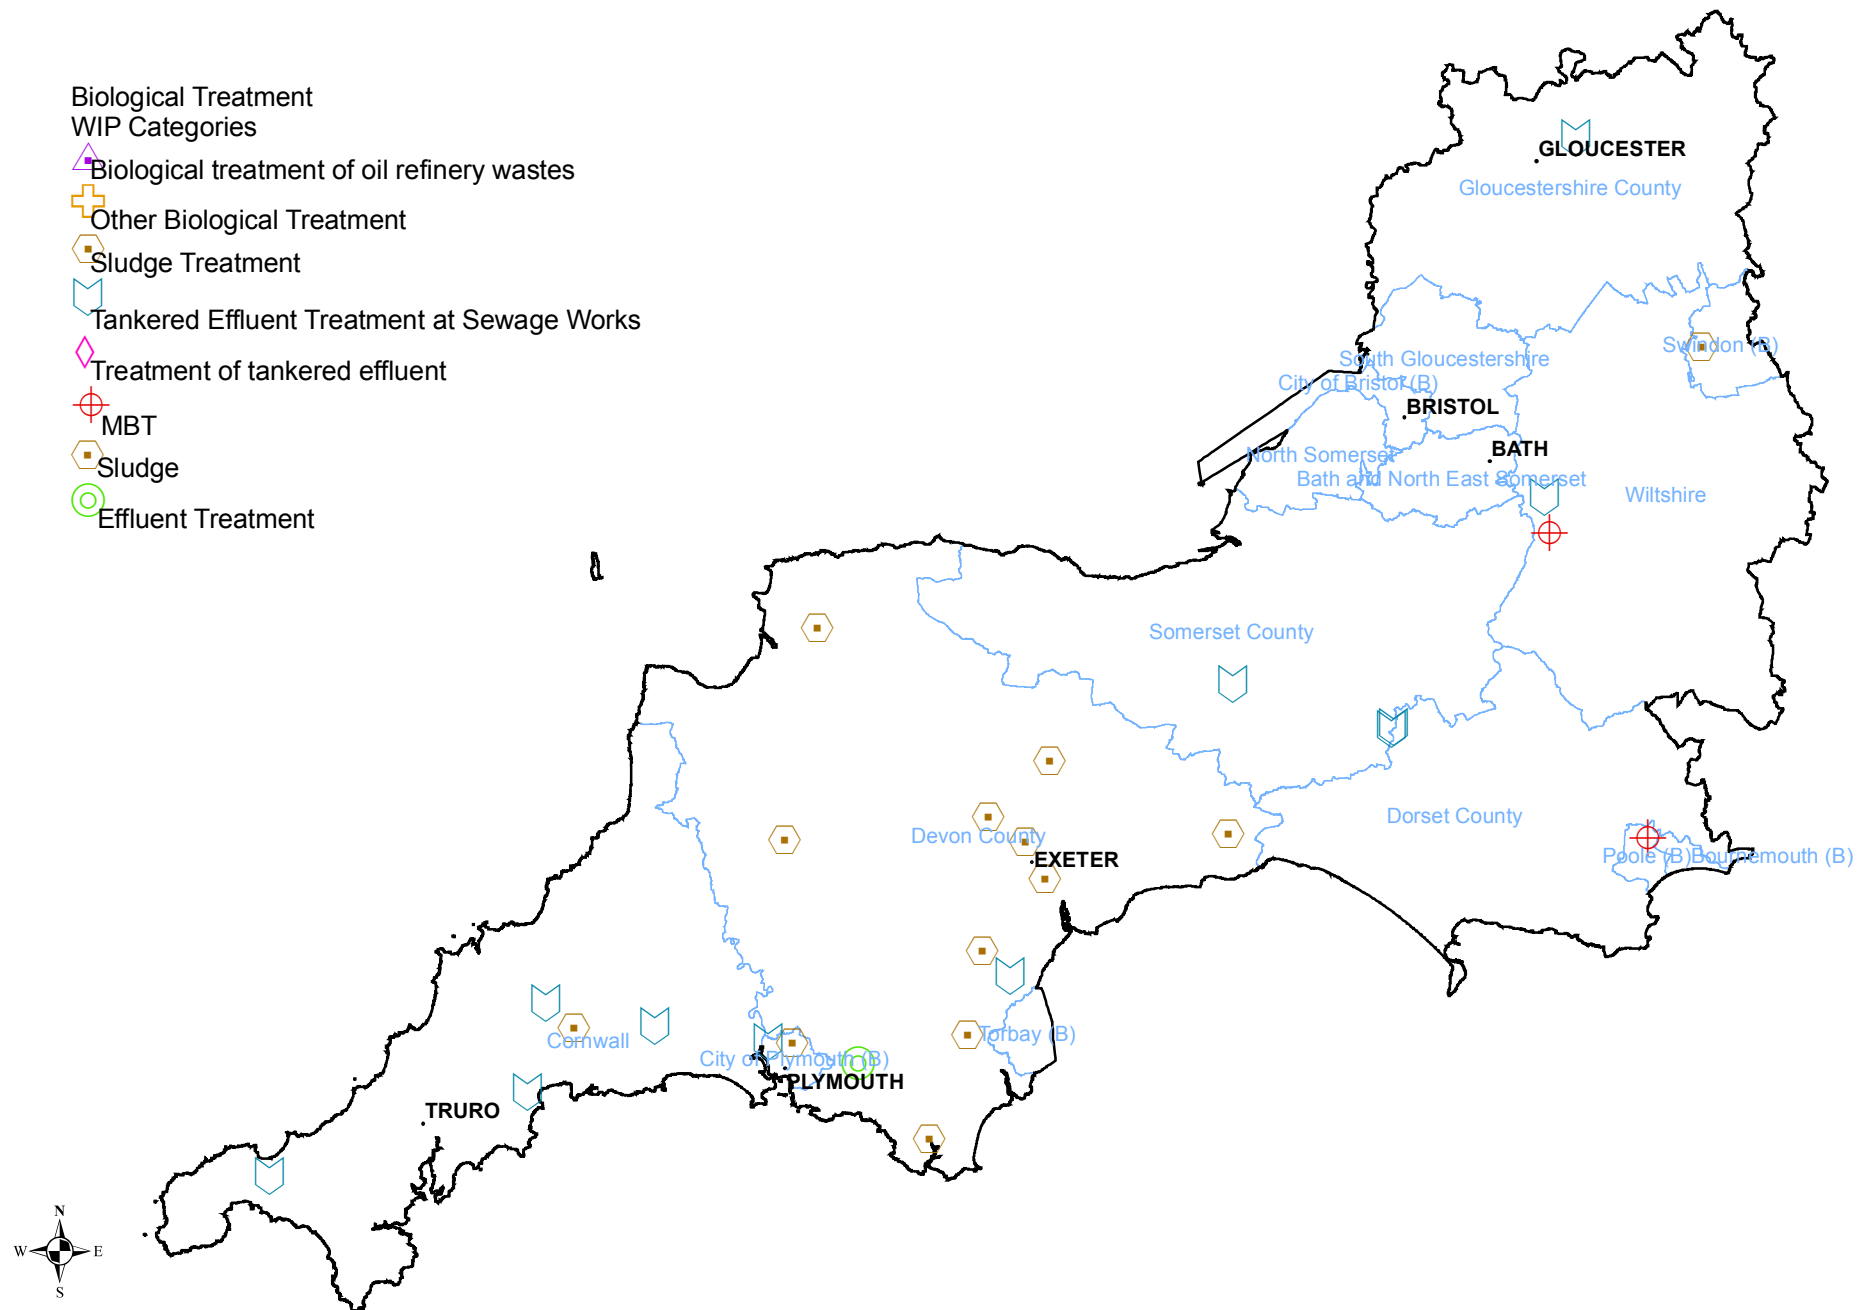 Biological Treatment
WIP Categories
Biological treatment of oil refinery wastes
Other Biological Treatment
Sludge Treatment
Tankered Effluent Treatment at Sewage Works
Treatment of tankered effluent
MBT
Sludge
Effluent Treatment
GLOUCESTER
Gloucestershire County
Swindon (B)
South Gloucestershire
City of Bristol (B)
BRISTOL
BATH
North Somerset
Bath and North East Somerset
Wiltshire
Somerset County
Dorset County
Devon County
EXETER
Poole (B)
Bournemouth (B)
Cornwall
Torbay (B)
City of Plymouth (B)
PLYMOUTH
TRURO
N
W
E
S